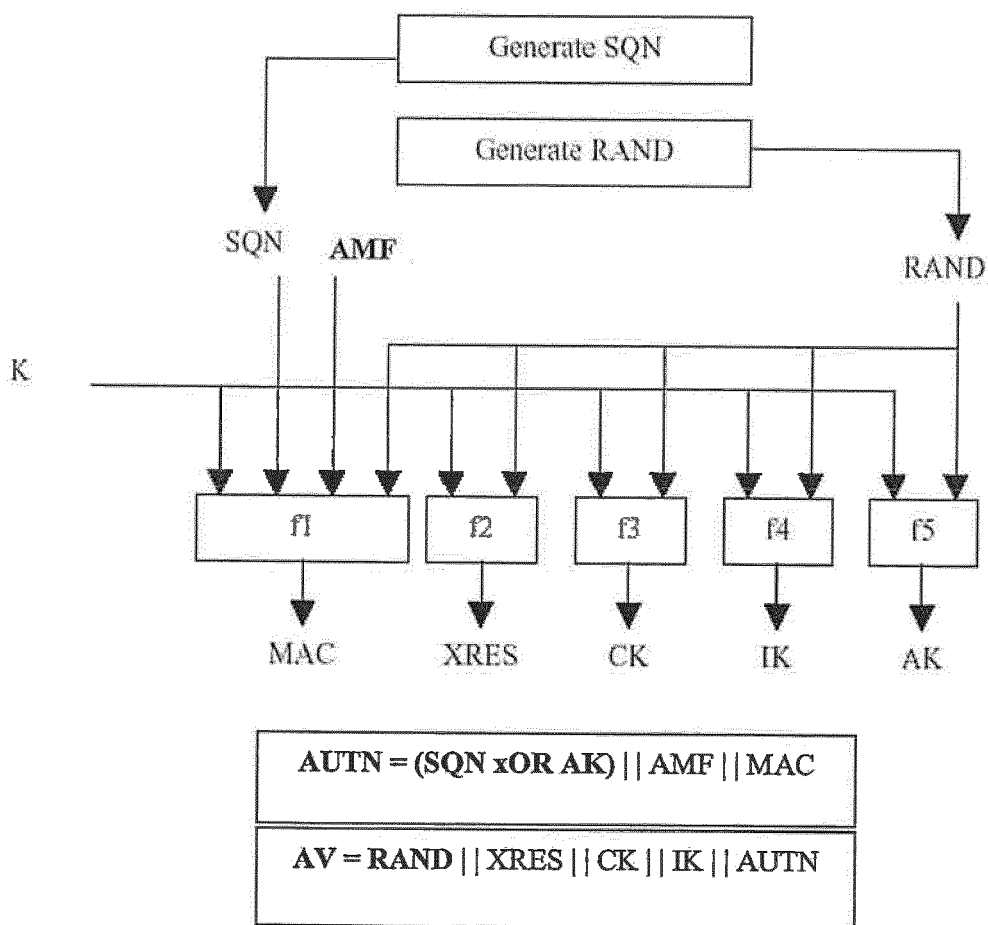 Generate SQN
Generate RAND
SQN
AMF
RAND
K
f1
f2
f3
f4
f5
MAC
XRES
CK
IK
AK
AUTN = (SQN xOR AK) || AMF || MAC
AV = RAND || XRES || CK || IK || AUTN